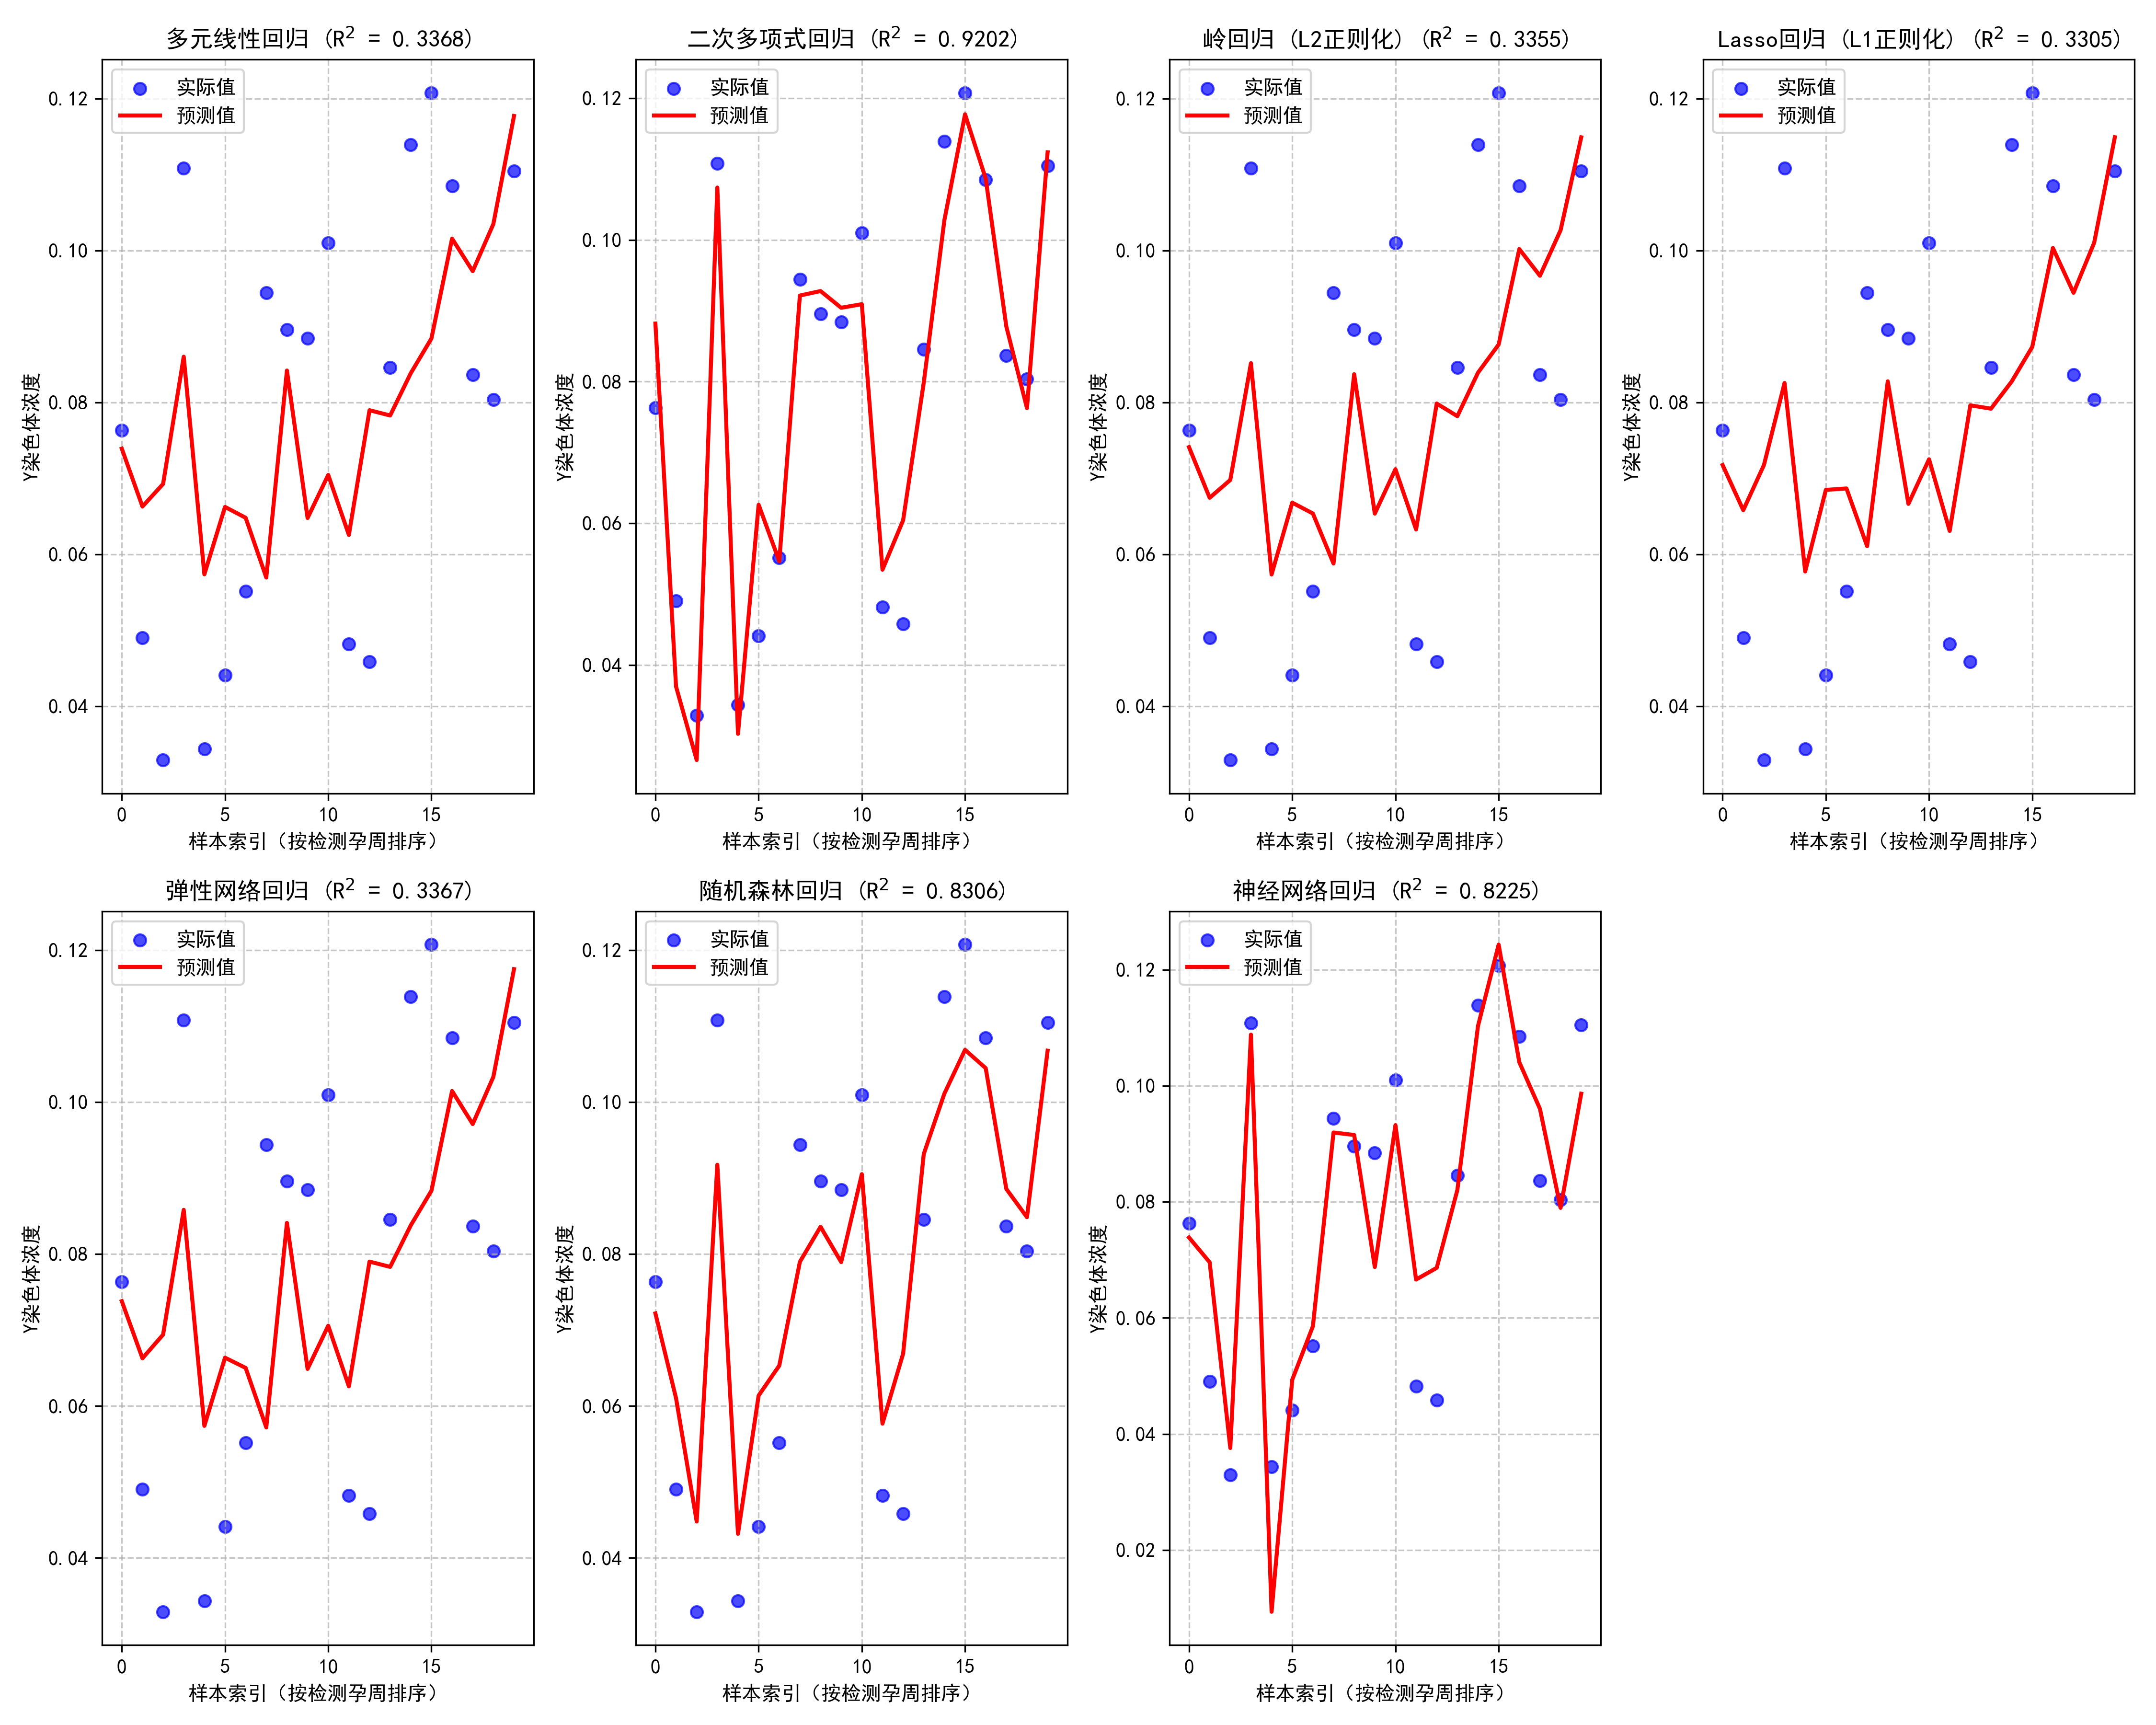 多元线性回归 (R² = 0.3368)
实际值
预测值
Y染色体浓度
0.12
0.10
0.08
0.06
0.04
0 5 10 15
样本索引（按检测孕周排序）
二次多项式回归 (R² = 0.9202)
实际值
预测值
Y染色体浓度
0.12
0.10
0.08
0.06
0.04
0 5 10 15
样本索引（按检测孕周排序）
岭回归 (L2正则化) (R² = 0.3355)
实际值
预测值
Y染色体浓度
0.12
0.10
0.08
0.06
0.04
0 5 10 15
样本索引（按检测孕周排序）
Lasso回归 (L1正则化) (R² = 0.3305)
实际值
预测值
Y染色体浓度
0.12
0.10
0.08
0.06
0.04
0 5 10 15
样本索引（按检测孕周排序）
弹性网络回归 (R² = 0.3367)
实际值
预测值
Y染色体浓度
0.12
0.10
0.08
0.06
0.04
0 5 10 15
样本索引（按检测孕周排序）
随机森林回归 (R² = 0.8306)
实际值
预测值
Y染色体浓度
0.12
0.10
0.08
0.06
0.04
0 5 10 15
样本索引（按检测孕周排序）
神经网络回归 (R² = 0.8225)
实际值
预测值
Y染色体浓度
0.12
0.10
0.08
0.06
0.04
0.02
0 5 10 15
样本索引（按检测孕周排序）